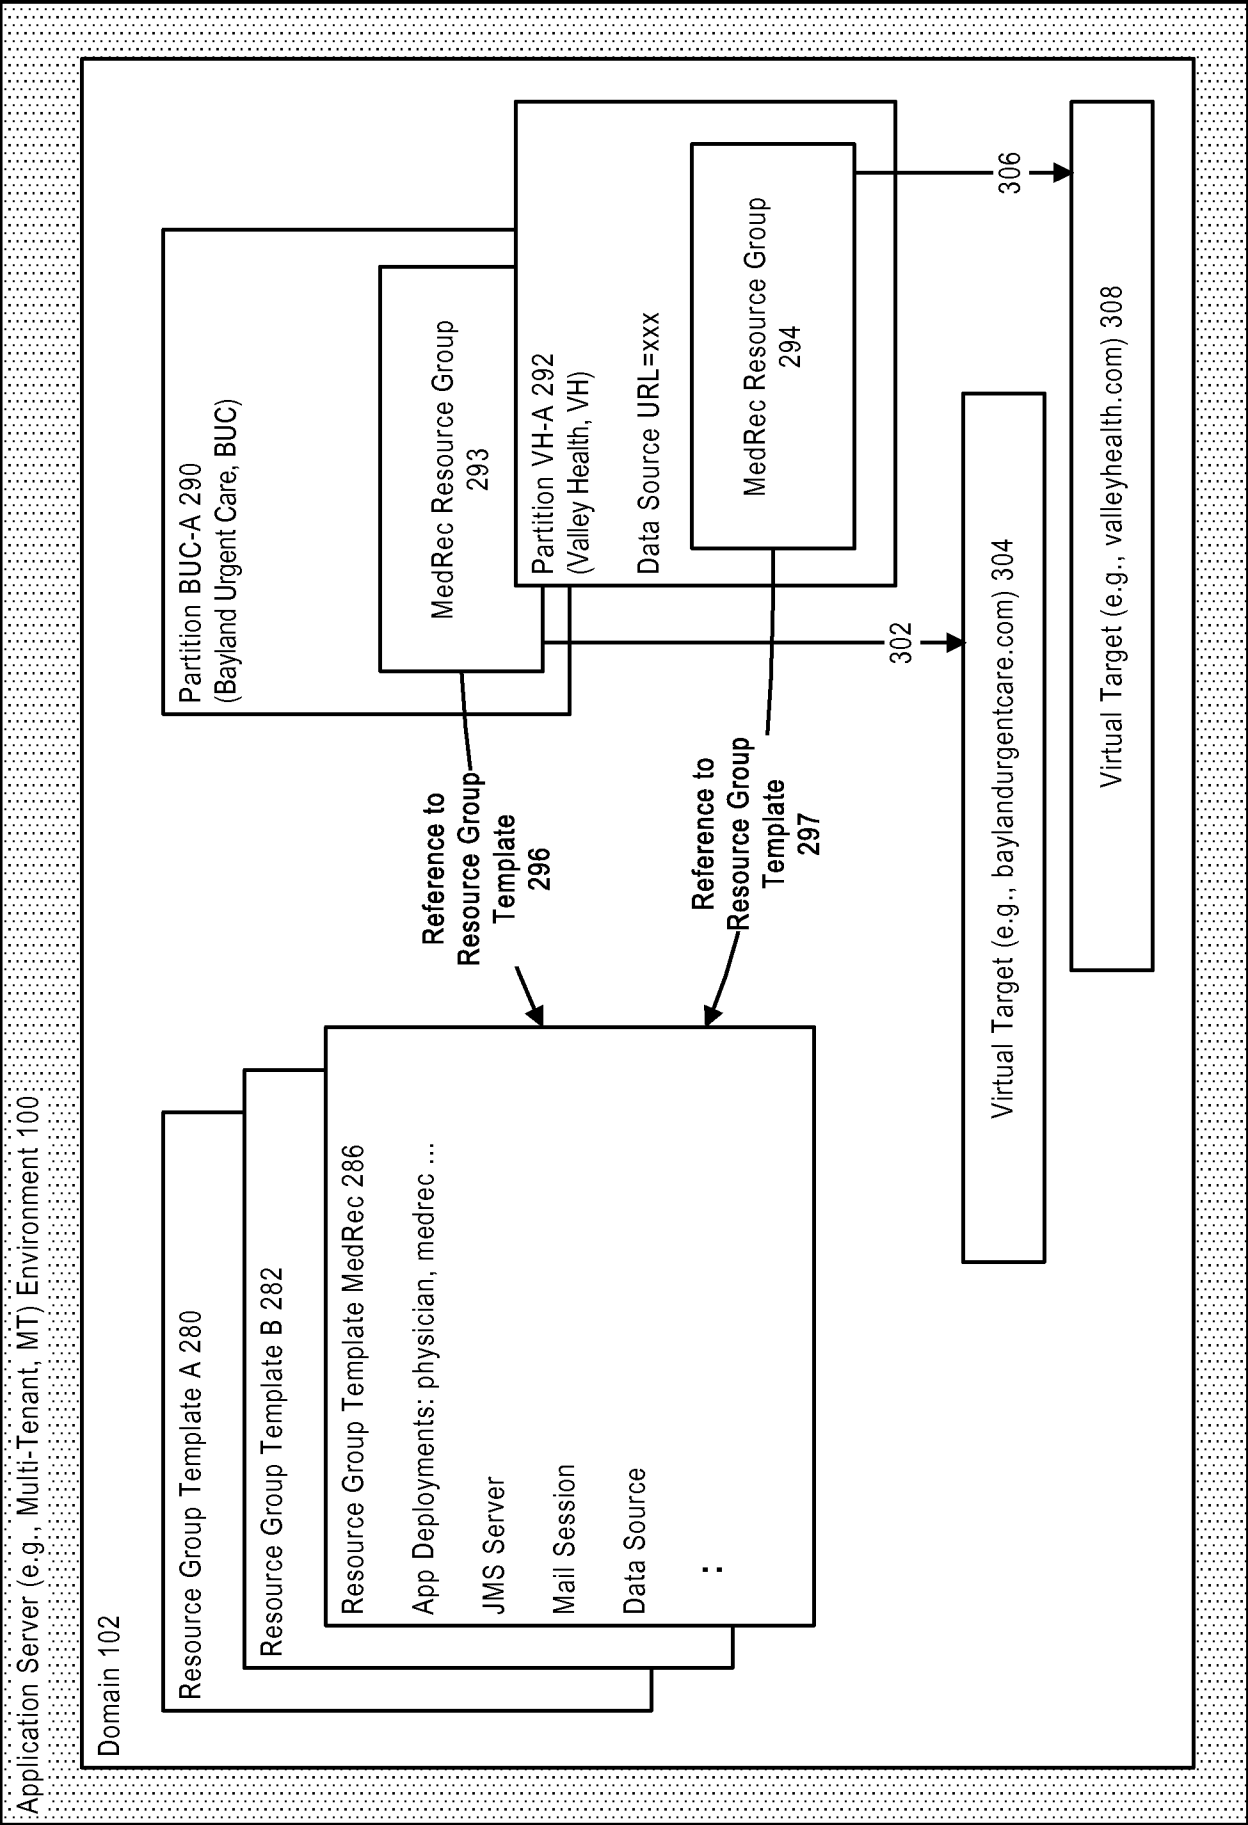 Application Server (e.g., Multi-Tenant, MT) Environment 100
Domain 102
Resource Group Template A 280
Resource Group Template B 282
Resource Group Template MedRec 286
App Deployments: physician, medrec ...
JMS Server
Mail Session
Data Source
:
Reference to
Resource Group
Template
296
Reference to
Resource Group
Template
297
Partition BUC-A 290
(Bayland Urgent Care, BUC)
MedRec Resource Group
293
Partition VH-A 292
(Valley Health, VH)
Data Source URL=xxx
MedRec Resource Group
294
302
306
Virtual Target (e.g., baylandurgentcare.com) 304
Virtual Target (e.g., valleyhealth.com) 308